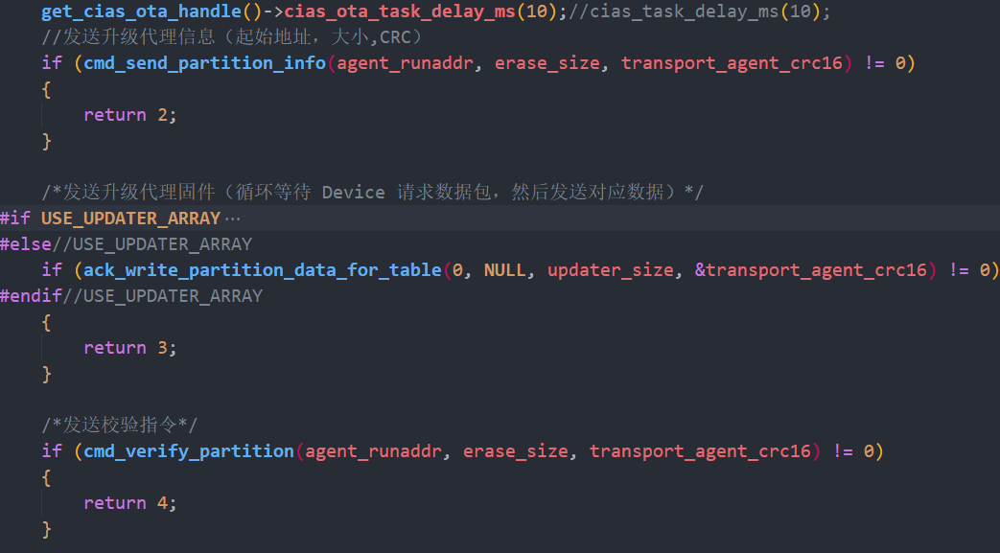 get_cias_ota_handle()->cias_ota_task_delay_ms(10);//cias_task_delay_ms(10);
//发送升级代理信息（起始地址，大小,CRC）
if (cmd_send_partition_info(agent_runaddr, erase_size, transport_agent_crc16) != 0)
{
return 2;
}
/*发送升级代理固件（循环等待 Device 请求数据包，然后发送对应数据）*/
#if USE_UPDATER_ARRAY···
#else//USE_UPDATER_ARRAY
if (ack_write_partition_data_for_table(0, NULL, updater_size, &transport_agent_crc16) != 0)
#endif//USE_UPDATER_ARRAY
{
return 3;
}
/*发送校验指令*/
if (cmd_verify_partition(agent_runaddr, erase_size, transport_agent_crc16) != 0)
{
return 4;
}